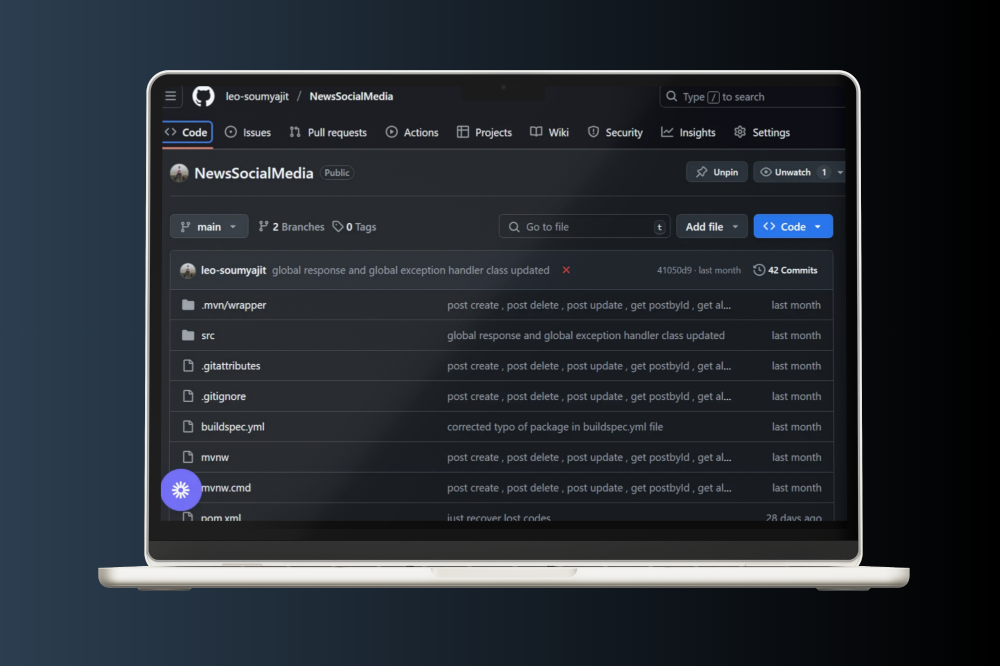 leo-soumyajit / NewsSocialMedia Type / to search
Code Issues Pull requests Actions Projects Wiki Security Insights Settings
NewsSocialMedia Public Unpin Unwatch 1
main 2 Branches 0 Tags Go to file t Add file Code
leo-soumyajit global response and global exception handler class updated 41050d9 · last month 42 Commits
.mvn/wrapper post create , post delete , post update , get postbyId , get al... last month
src global response and global exception handler class updated last month
.gitattributes post create , post delete , post update , get postbyId , get al... last month
.gitignore post create , post delete , post update , get postbyId , get al... last month
buildspec.yml corrected typo of package in buildspec.yml file last month
mvnw post create , post delete , post update , get postbyId , get al... last month
mvnw.cmd post create , post delete , post update , get postbyId , get al... last month
pom.xml just recover lost codes 28 days ago